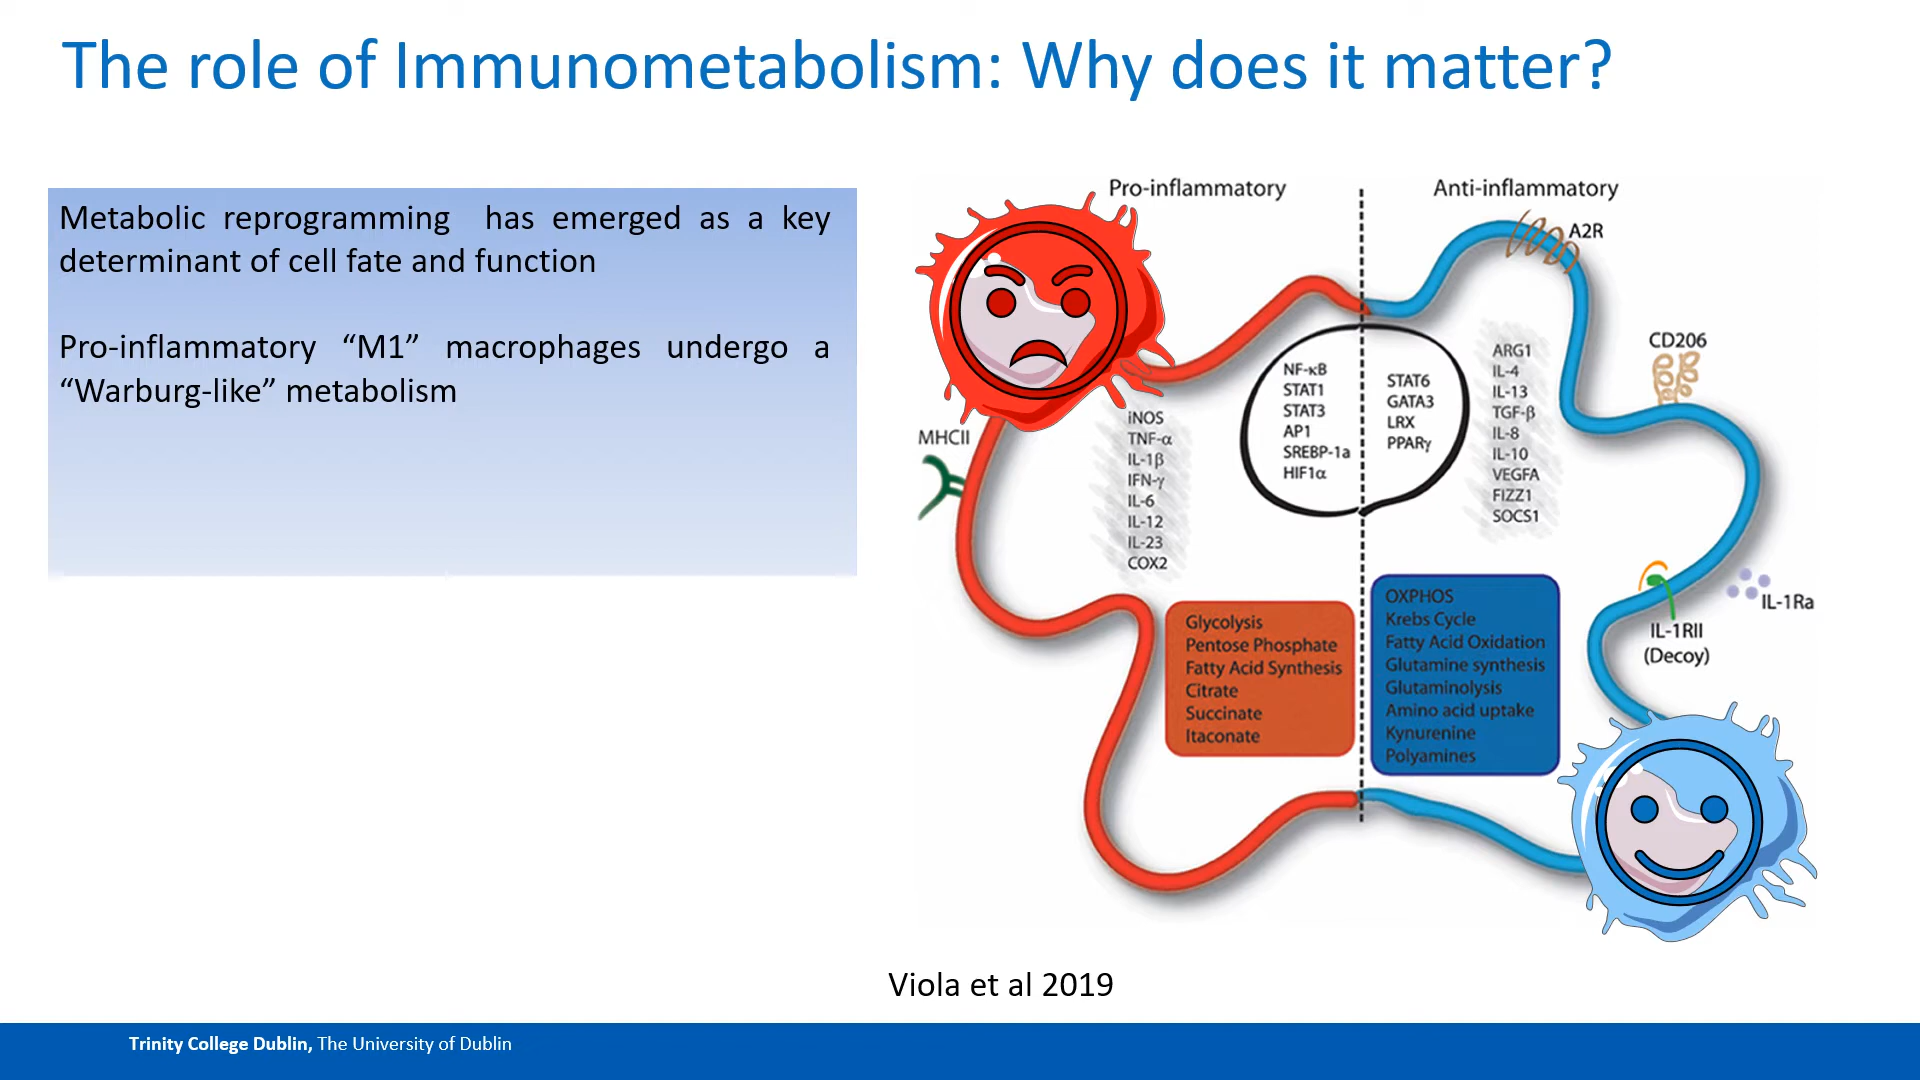 The role of Immunometabolism: Why does it matter?
Metabolic reprogramming has emerged as a key
determinant of cell fate and function
Pro-inflammatory “M1” macrophages undergo a
“Warburg-like” metabolism
Pro-inflammatory
Anti-inflammatory
A2R
CD206
MHCII
iNOS
TNF-α
IL-1β
IFN-γ
IL-6
IL-12
IL-23
COX2
NF-κB
STAT1
STAT3
AP1
SREBP-1a
HIF1α
STAT6
GATA3
LRX
PPARγ
ARG1
IL-4
IL-13
TGF-β
IL-8
IL-10
VEGFA
FIZZ1
SOCS1
IL-1Ra
IL-1RII
(Decoy)
Glycolysis
Pentose Phosphate
Fatty Acid Synthesis
Citrate
Succinate
Itaconate
OXPHOS
Krebs Cycle
Fatty Acid Oxidation
Glutamine synthesis
Glutaminolysis
Amino acid uptake
Kynurenine
Polyamines
Viola et al 2019
Trinity College Dublin, The University of Dublin